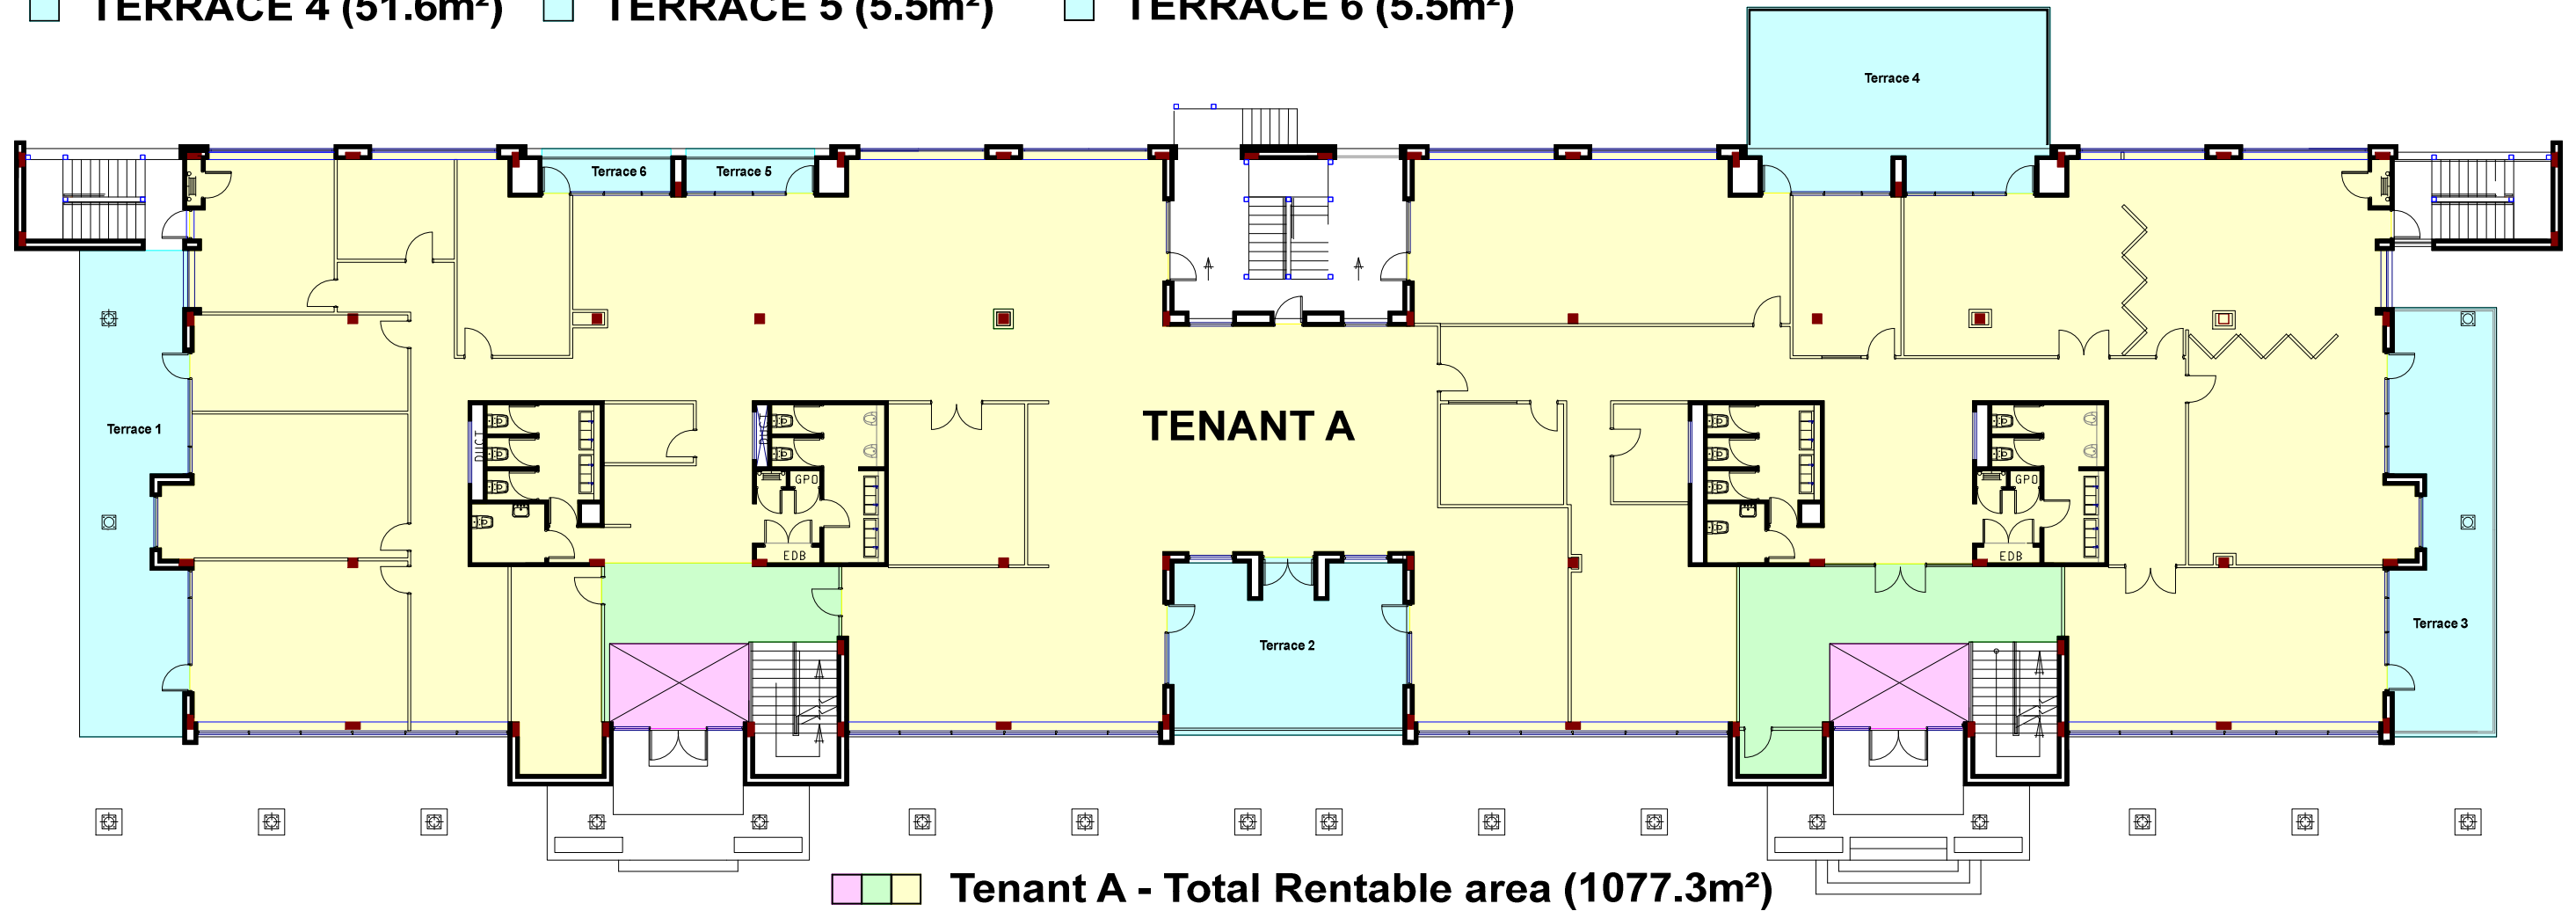 TERRACE 4 (51.6m²) TERRACE 5 (5.5m²) TERRACE 6 (5.5m²)
Terrace 4
Terrace 6 Terrace 5
Terrace 1
TENANT A
DUCT DUCT
GPO GPO
EDB EDB
Terrace 2
Terrace 3
Tenant A - Total Rentable area (1077.3m²)